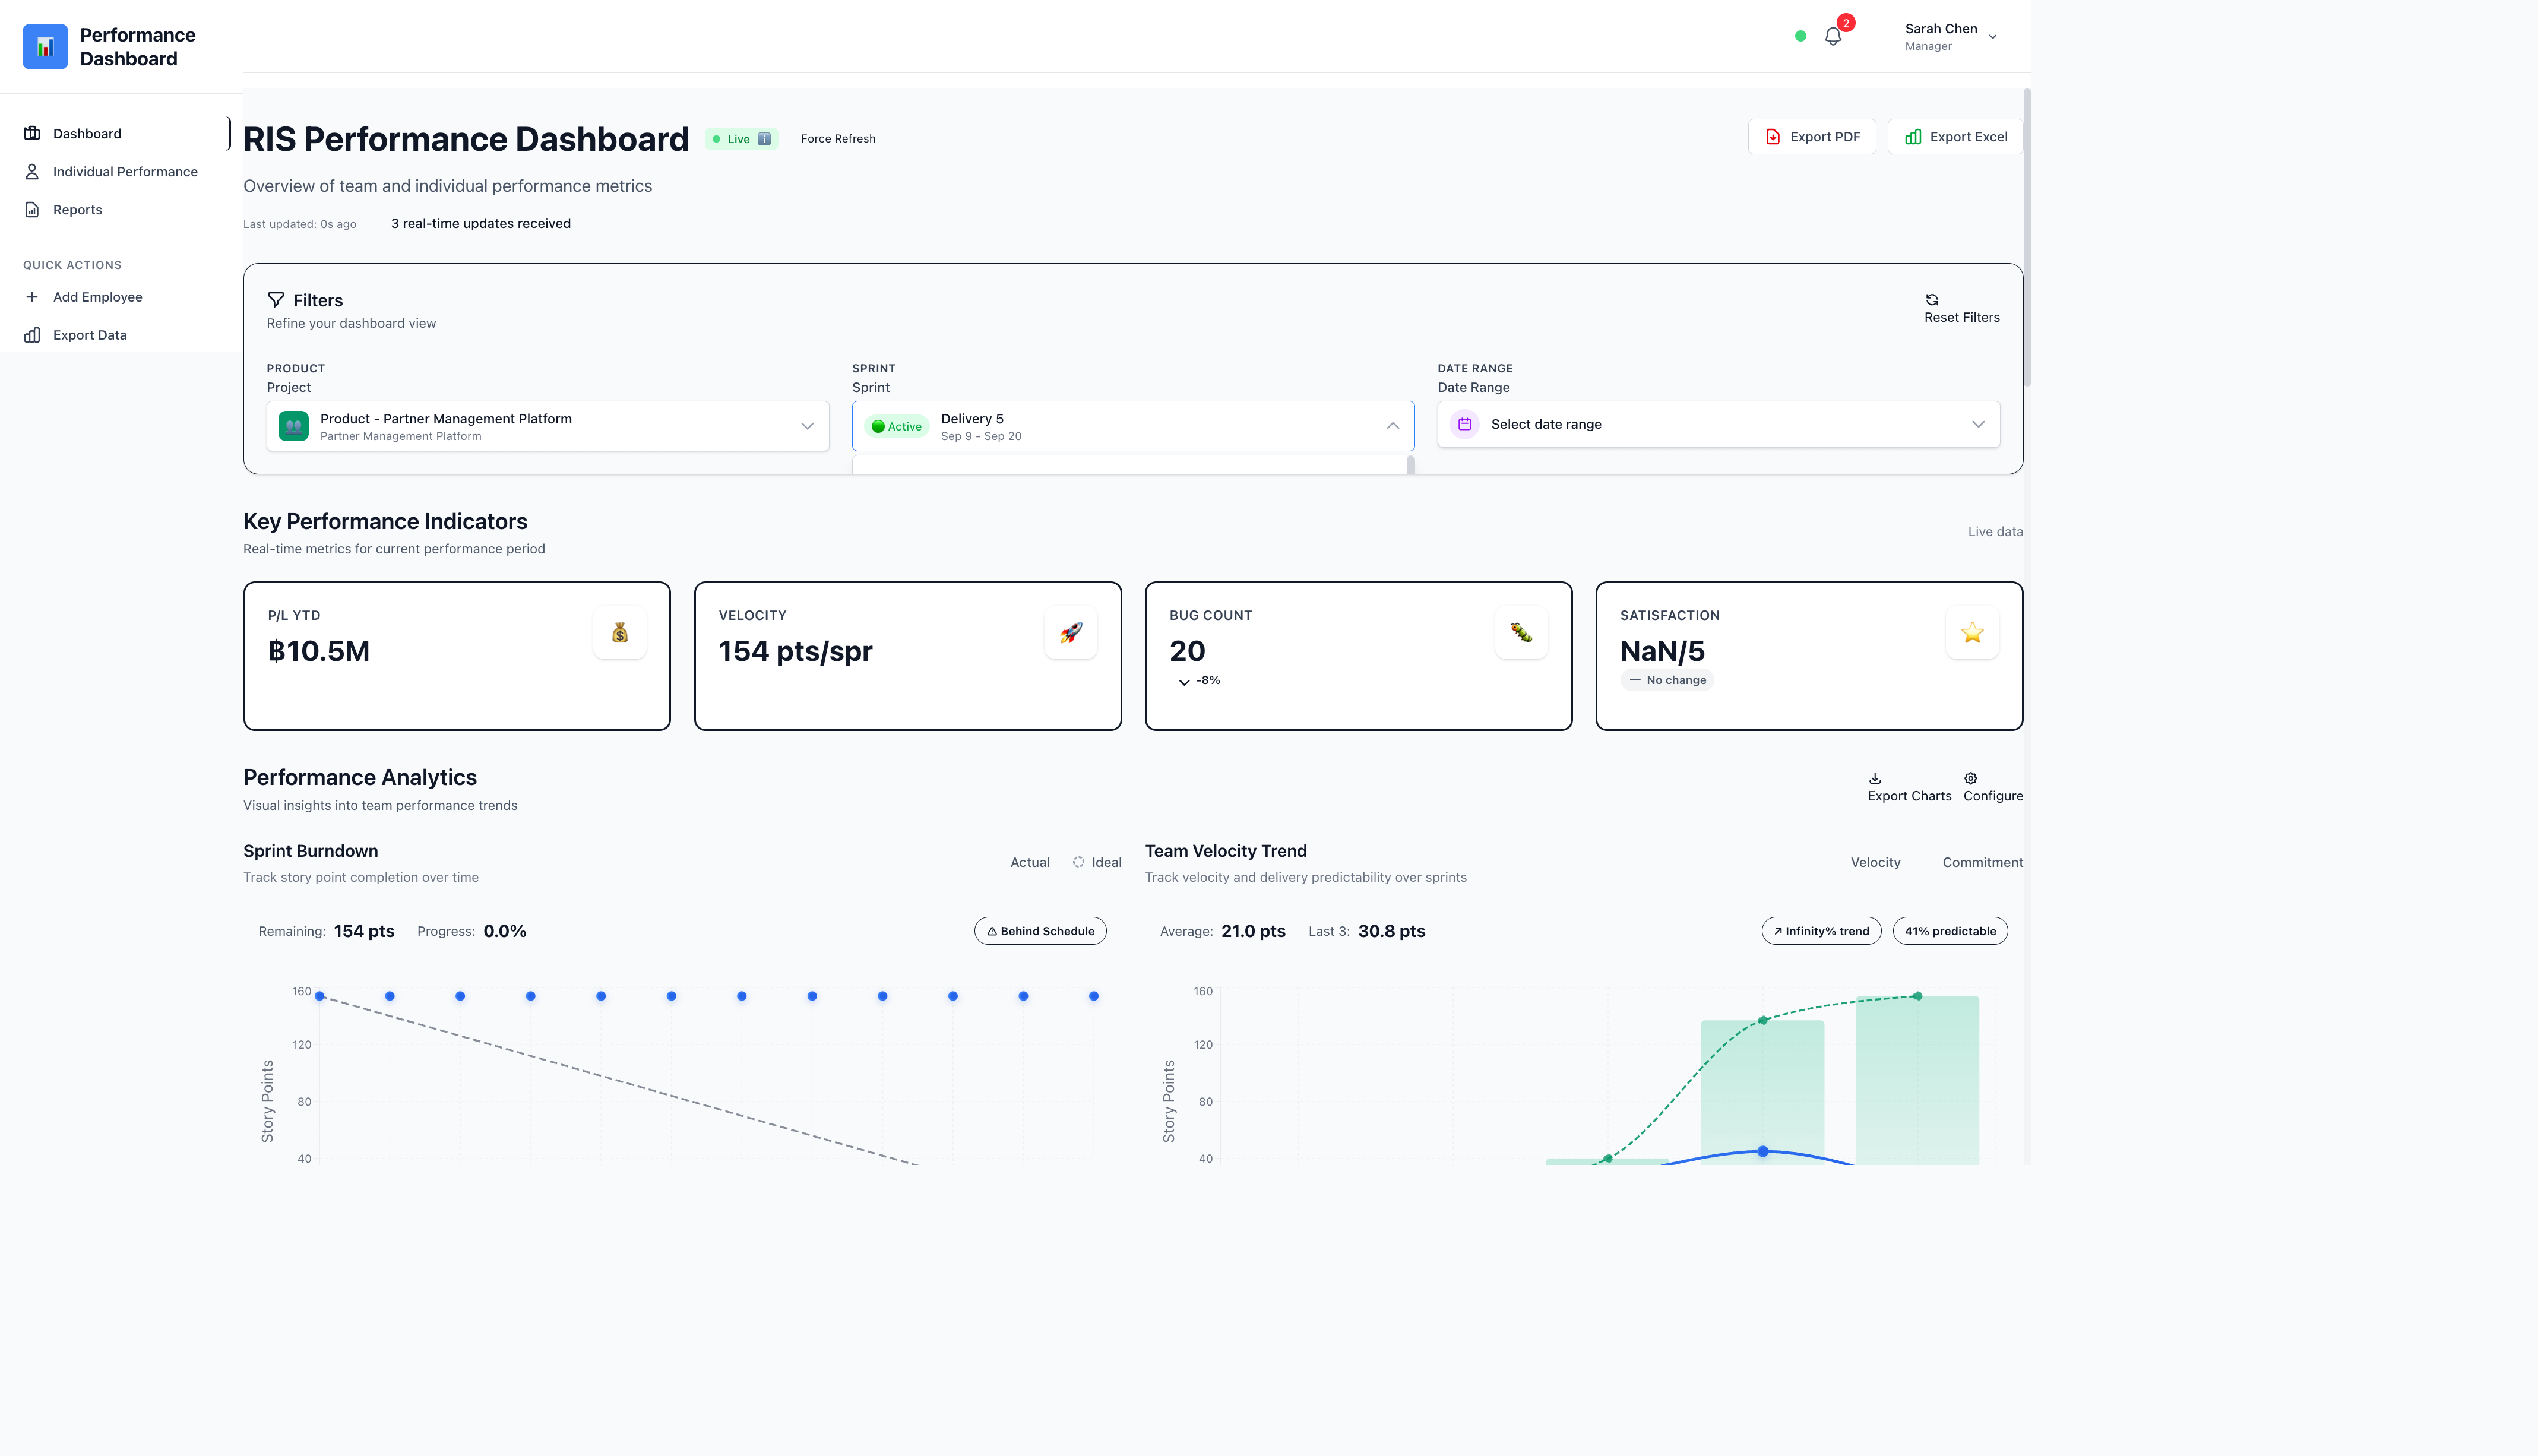 Performance
Dashboard
2
Sarah Chen
Manager
Dashboard
Individual Performance
Reports
QUICK ACTIONS
Add Employee
Export Data
RIS Performance Dashboard
Live
Force Refresh
Export PDF
Export Excel
Overview of team and individual performance metrics
Last updated: 0s ago
3 real-time updates received
Filters
Refine your dashboard view
Reset Filters
PRODUCT
Project
Product - Partner Management Platform
Partner Management Platform
SPRINT
Sprint
Active
Delivery 5
Sep 9 - Sep 20
DATE RANGE
Date Range
Select date range
Key Performance Indicators
Real-time metrics for current performance period
Live data
P/L YTD
฿10.5M
VELOCITY
154 pts/spr
BUG COUNT
20
-8%
SATISFACTION
NaN/5
No change
Performance Analytics
Visual insights into team performance trends
Export Charts
Configure
Sprint Burndown
Track story point completion over time
Actual
Ideal
Remaining: 154 pts
Progress: 0.0%
Behind Schedule
160
120
80
40
Story Points
Team Velocity Trend
Track velocity and delivery predictability over sprints
Velocity
Commitment
Average: 21.0 pts
Last 3: 30.8 pts
↗ Infinity% trend
41% predictable
160
120
80
40
Story Points